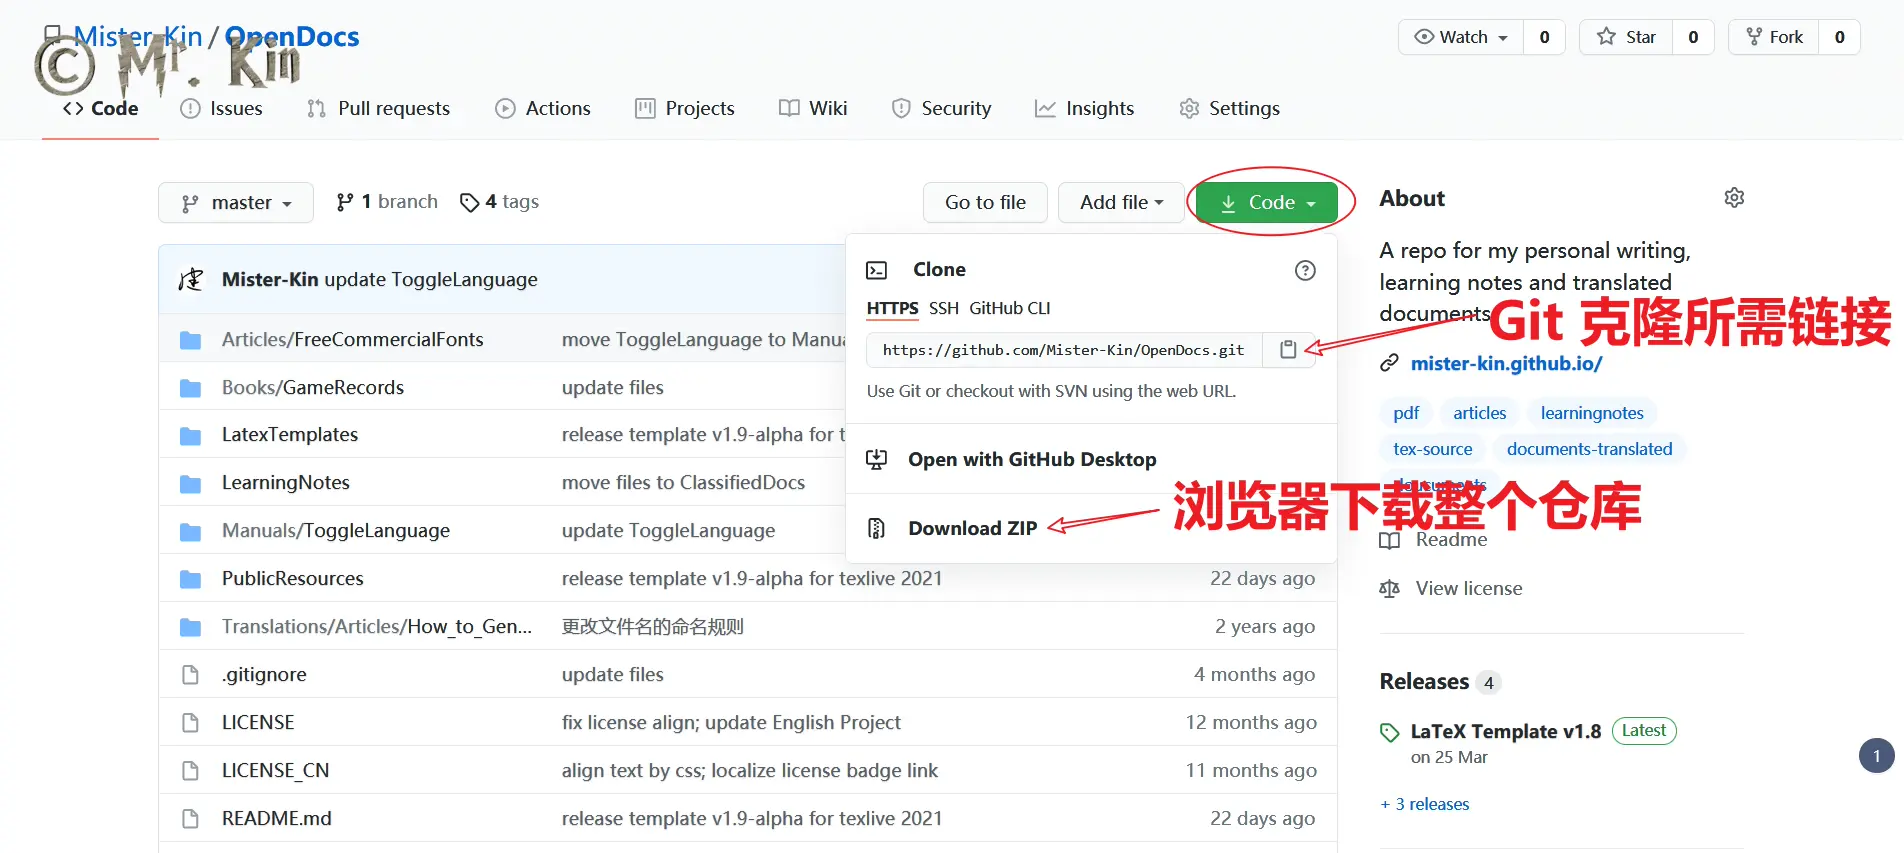 Mister-Kin / OpenDocs
© Mr. Kin
Watch 0 Star 0 Fork 0
Code Issues Pull requests Actions Projects Wiki Security Insights Settings
master 1 branch 4 tags Go to file Add file Code
Mister-Kin update ToggleLanguage
Articles/FreeCommercialFonts move ToggleLanguage to Manu
Books/GameRecords update files
LatexTemplates release template v1.9-alpha for t
LearningNotes move files to ClassifiedDocs
Manuals/ToggleLanguage update ToggleLanguage
PublicResources release template v1.9-alpha for texlive 2021 22 days ago
Translations/Articles/How_to_Gen... 更改文件名的命名规则 2 years ago
.gitignore update files 4 months ago
LICENSE fix license align; update English Project 12 months ago
LICENSE_CN align text by css; localize license badge link 11 months ago
README.md release template v1.9-alpha for texlive 2021 22 days ago
Clone
HTTPS SSH GitHub CLI
https://github.com/Mister-Kin/OpenDocs.git
Use Git or checkout with SVN using the web URL.
Open with GitHub Desktop
Download ZIP
Git 克隆所需链接
浏览器下载整个仓库
About
A repo for my personal writing,
learning notes and translated
documents
mister-kin.github.io/
pdf articles learningnotes
tex-source documents-translated
Readme
View license
Releases 4
LaTeX Template v1.8 Latest
on 25 Mar
+ 3 releases
1